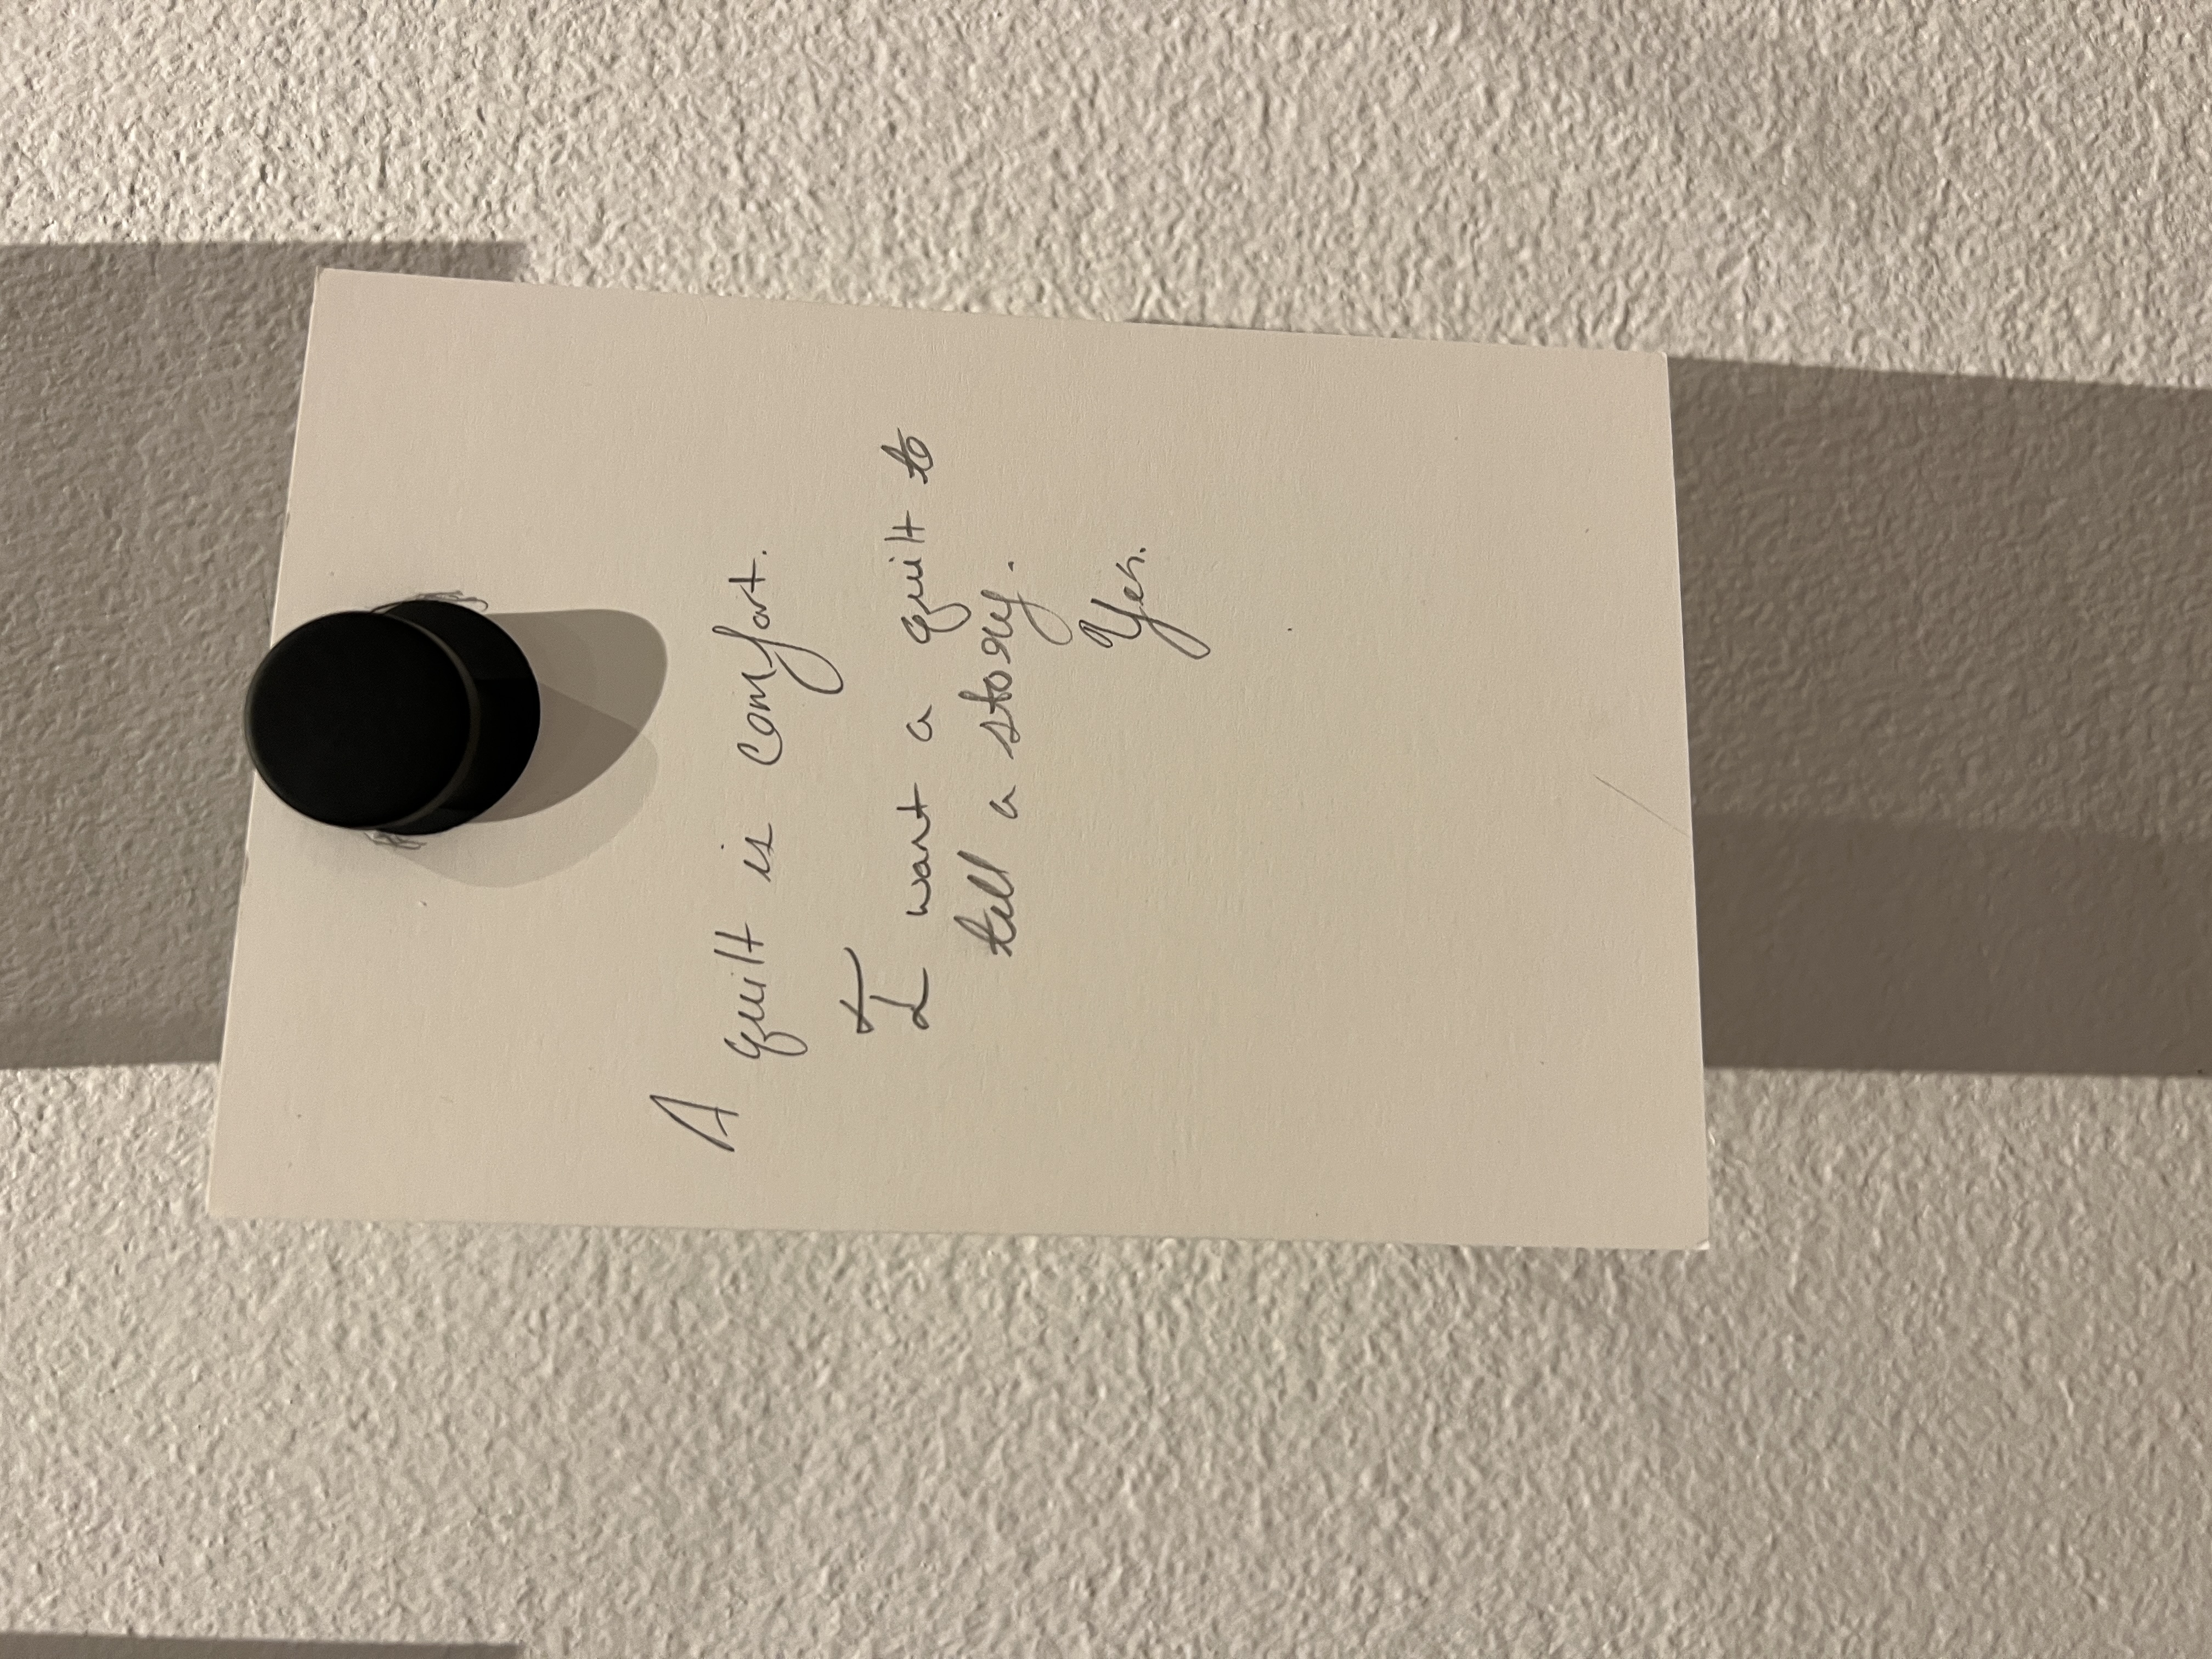 A quilt is comfort.
I want a quilt to
tell a story.
Yes.